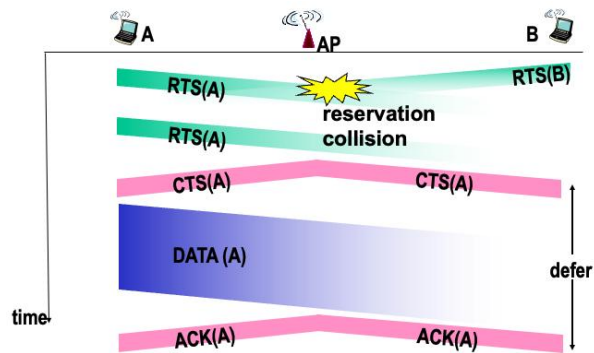 A
AP
B
RTS(A)
RTS(B)
reservation
collision
RTS(A)
CTS(A)
CTS(A)
DATA (A)
defer
time
ACK(A)
ACK(A)